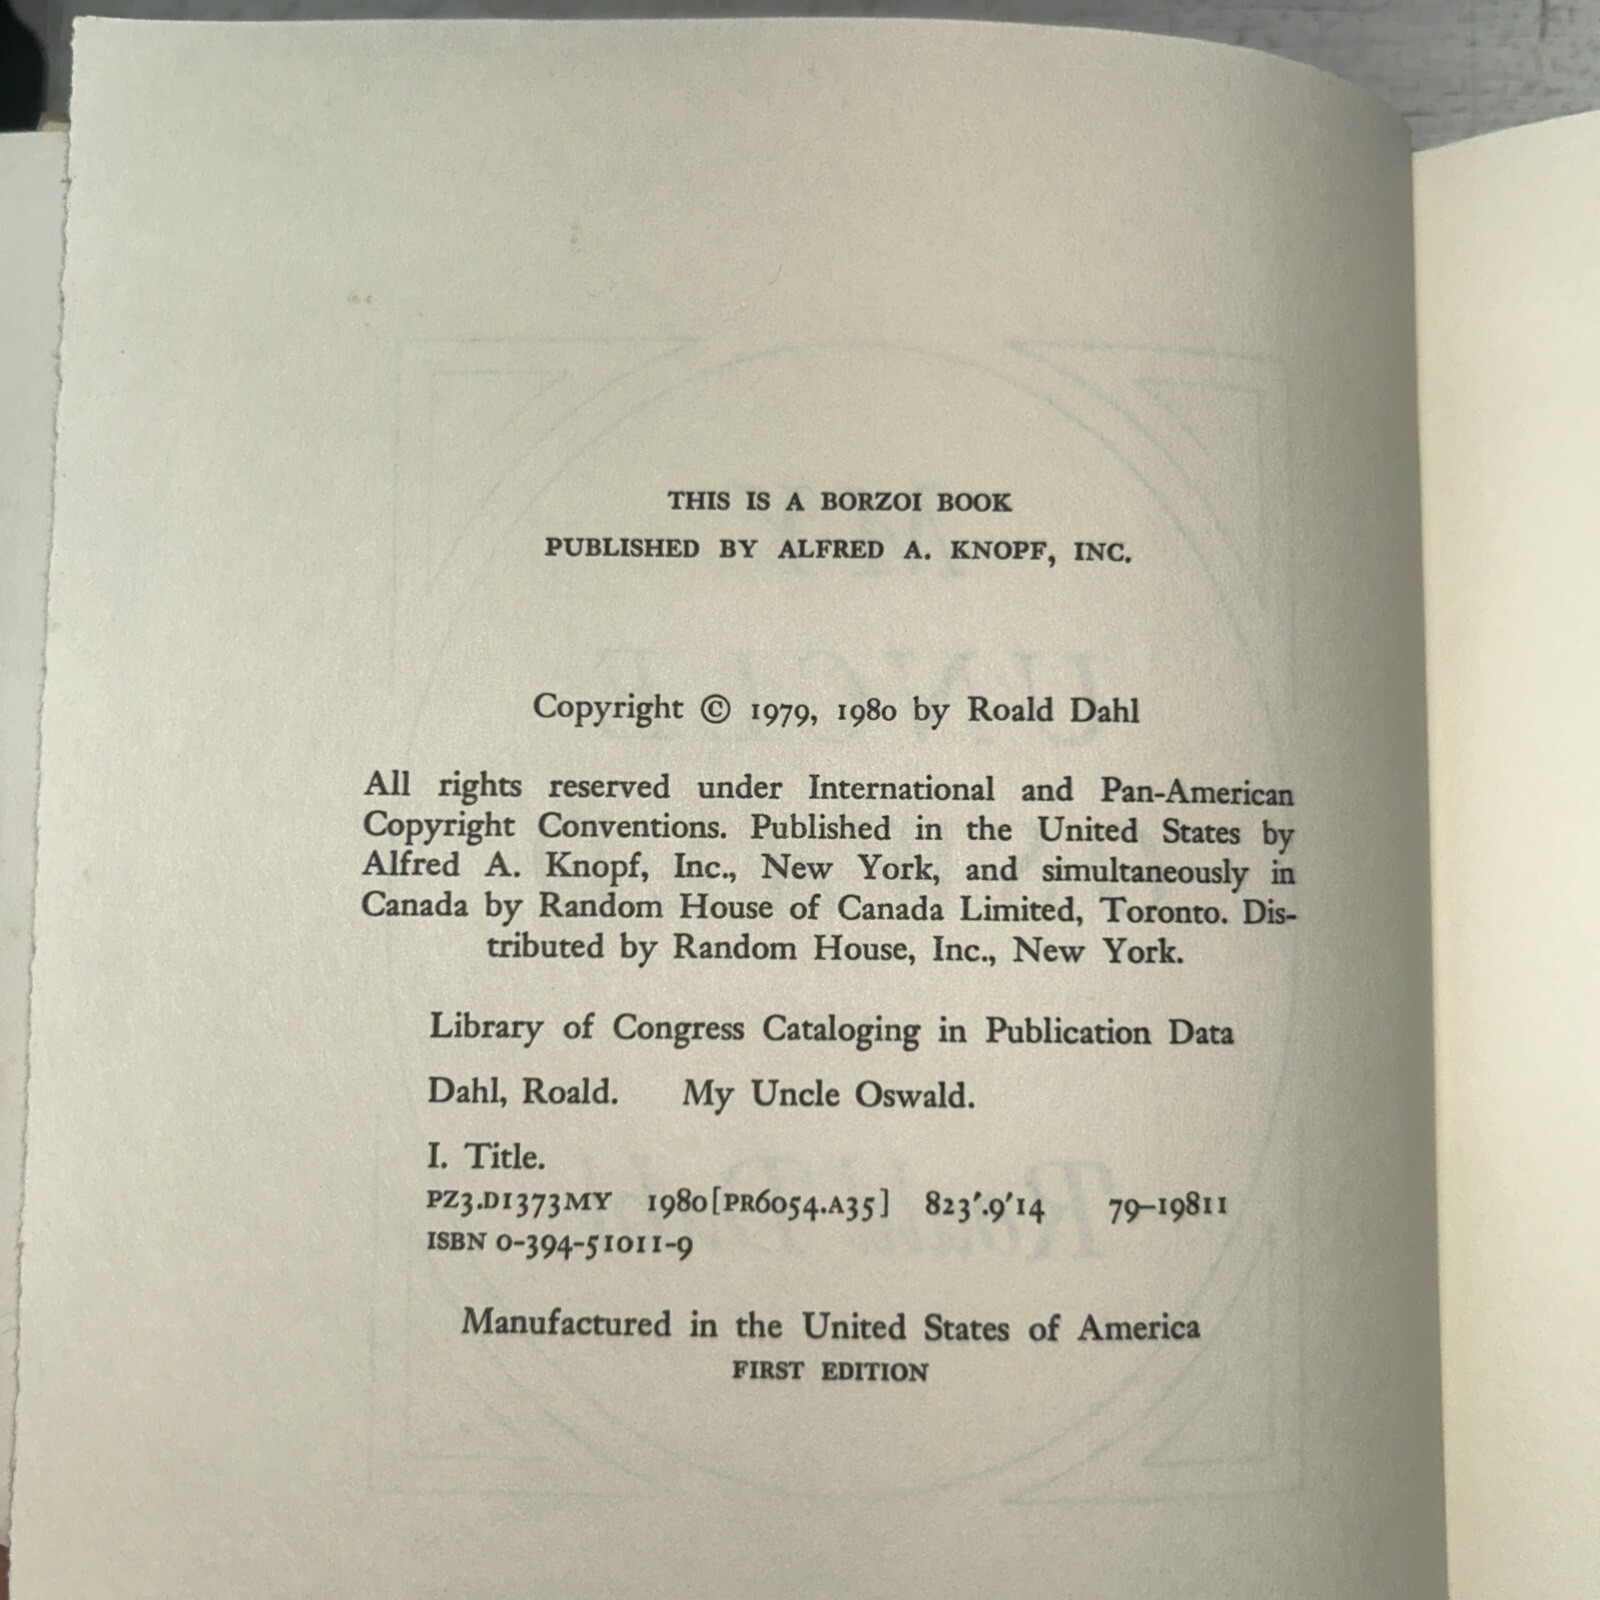 THIS IS A BORZOI BOOK
PUBLISHED BY ALFRED A. KNOPF, INC.
Copyright © 1979, 1980 by Roald Dahl
All rights reserved under International and Pan-American
Copyright Conventions. Published in the United States by
Alfred A. Knopf, Inc., New York, and simultaneously in
Canada by Random House of Canada Limited, Toronto. Dis-
tributed by Random House, Inc., New York.
Library of Congress Cataloging in Publication Data
Dahl, Roald. My Uncle Oswald.
I. Title.
PZ3.D1373MY 1980[PR6054.A35] 823'.9'14 79–19811
ISBN 0-394-51011-9
Manufactured in the United States of America
FIRST EDITION